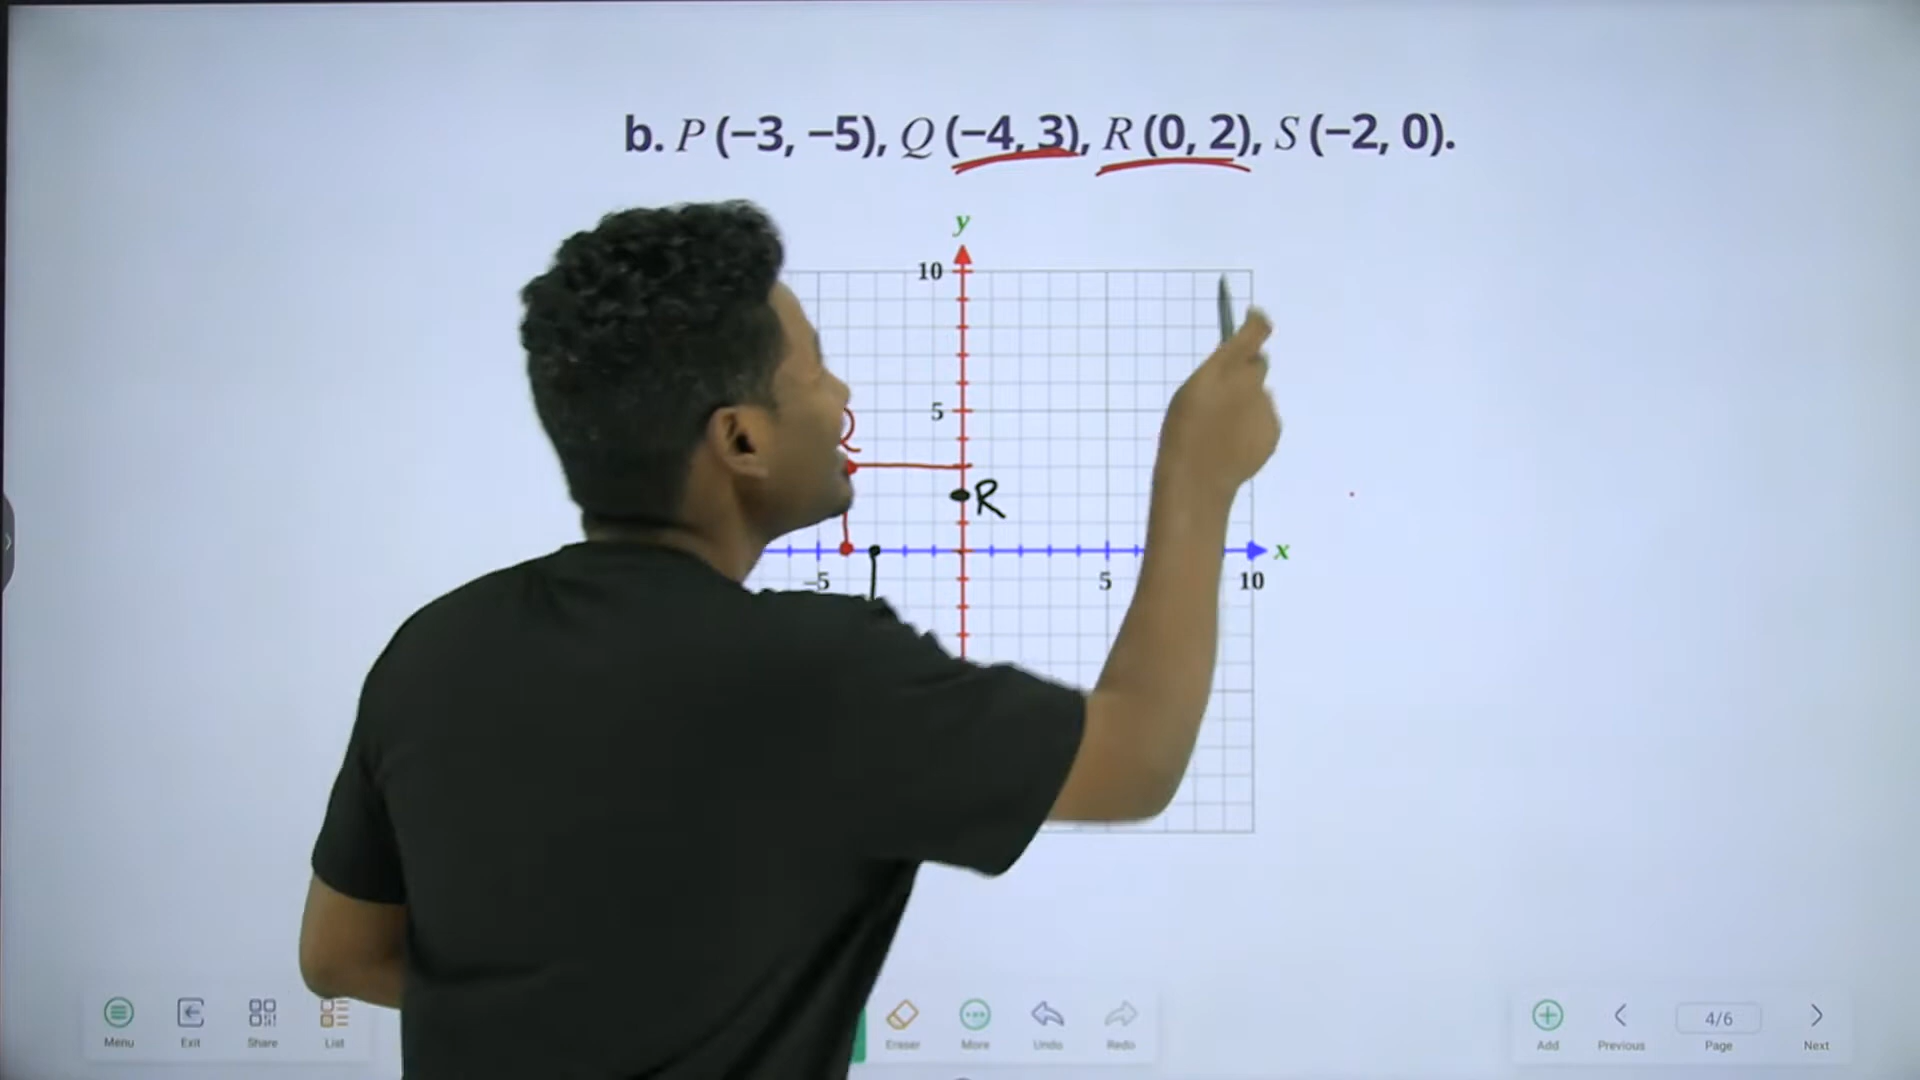 b. P (−3, −5), Q (−4, 3), R (0, 2), S (−2, 0).
y
10
5
Q
R
x
−5 5 10
Menu Exit Share List Eraser More Undo Redo Add Previous 4/6 Page Next